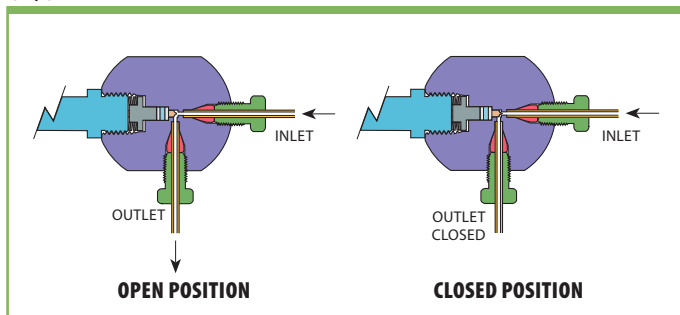 INLET
OUTLET
OPEN POSITION
INLET
OUTLET
CLOSED
CLOSED POSITION